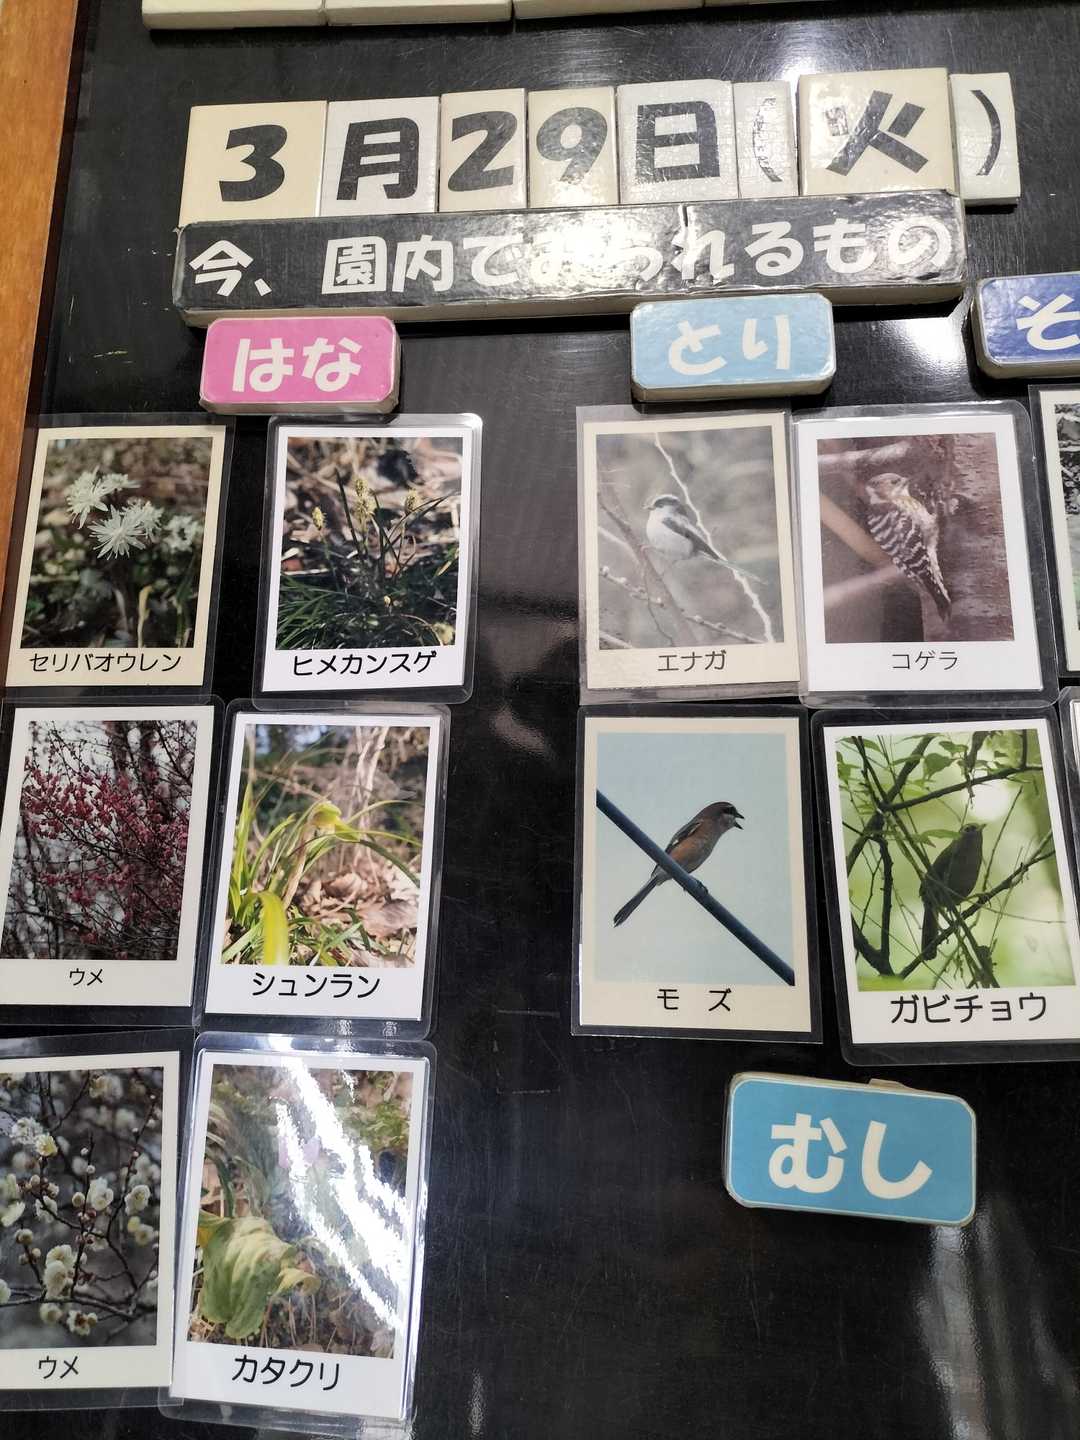 3月29日(火)
今、園内でみられるもの
はな
とり
そ
セリバオウレン
ヒメカンスゲ
エナガ
コゲラ
ウメ
シュンラン
モズ
ガビチョウ
むし
ウメ
カタクリ